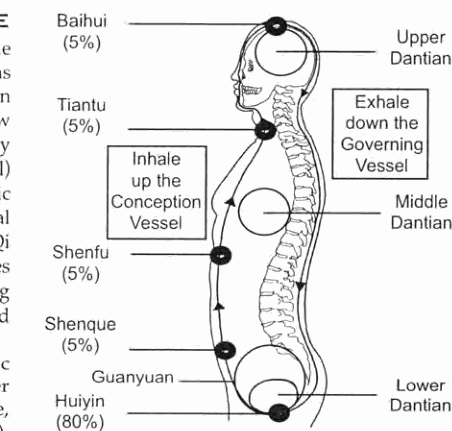 Baihui
(5%)
Upper
Dantian
Tiantu
(5%)
Exhale
down the
Governing
Vessel
Inhale
up the
Conception
Vessel
Middle
Dantian
Shenfu
(5%)
Shenque
(5%)
Guanyuan
Huiyin
(80%)
Lower
Dantian